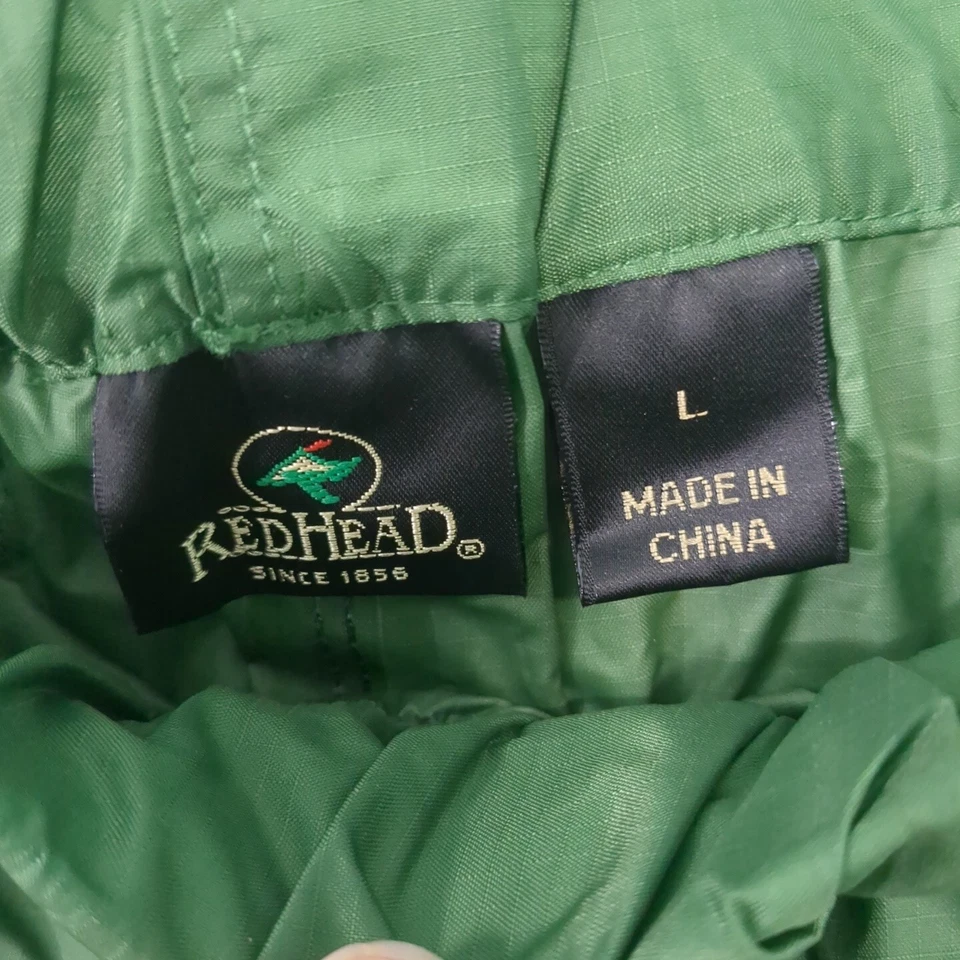 REDHEAD®
SINCE 1856
L
MADE IN
CHINA